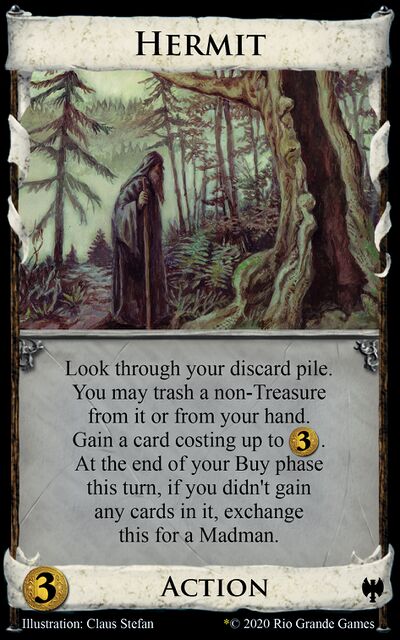 HERMIT
Look through your discard pile.
You may trash a non-Treasure
from it or from your hand.
Gain a card costing up to 3.
At the end of your Buy phase
this turn, if you didn't gain
any cards in it, exchange
this for a Madman.
3 ACTION
Illustration: Claus Stefan *© 2020 Rio Grande Games